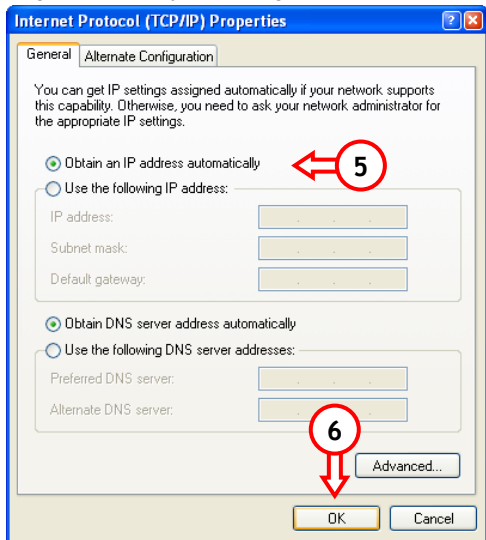 Internet Protocol (TCP/IP) Properties
General
Alternate Configuration
You can get IP settings assigned automatically if your network supports
this capability. Otherwise, you need to ask your network administrator for
the appropriate IP settings.
Obtain an IP address automatically
5
Use the following IP address:
IP address:
Subnet mask:
Default gateway:
Obtain DNS server address automatically
Use the following DNS server addresses:
Preferred DNS server:
Alternate DNS server:
6
Advanced...
OK
Cancel